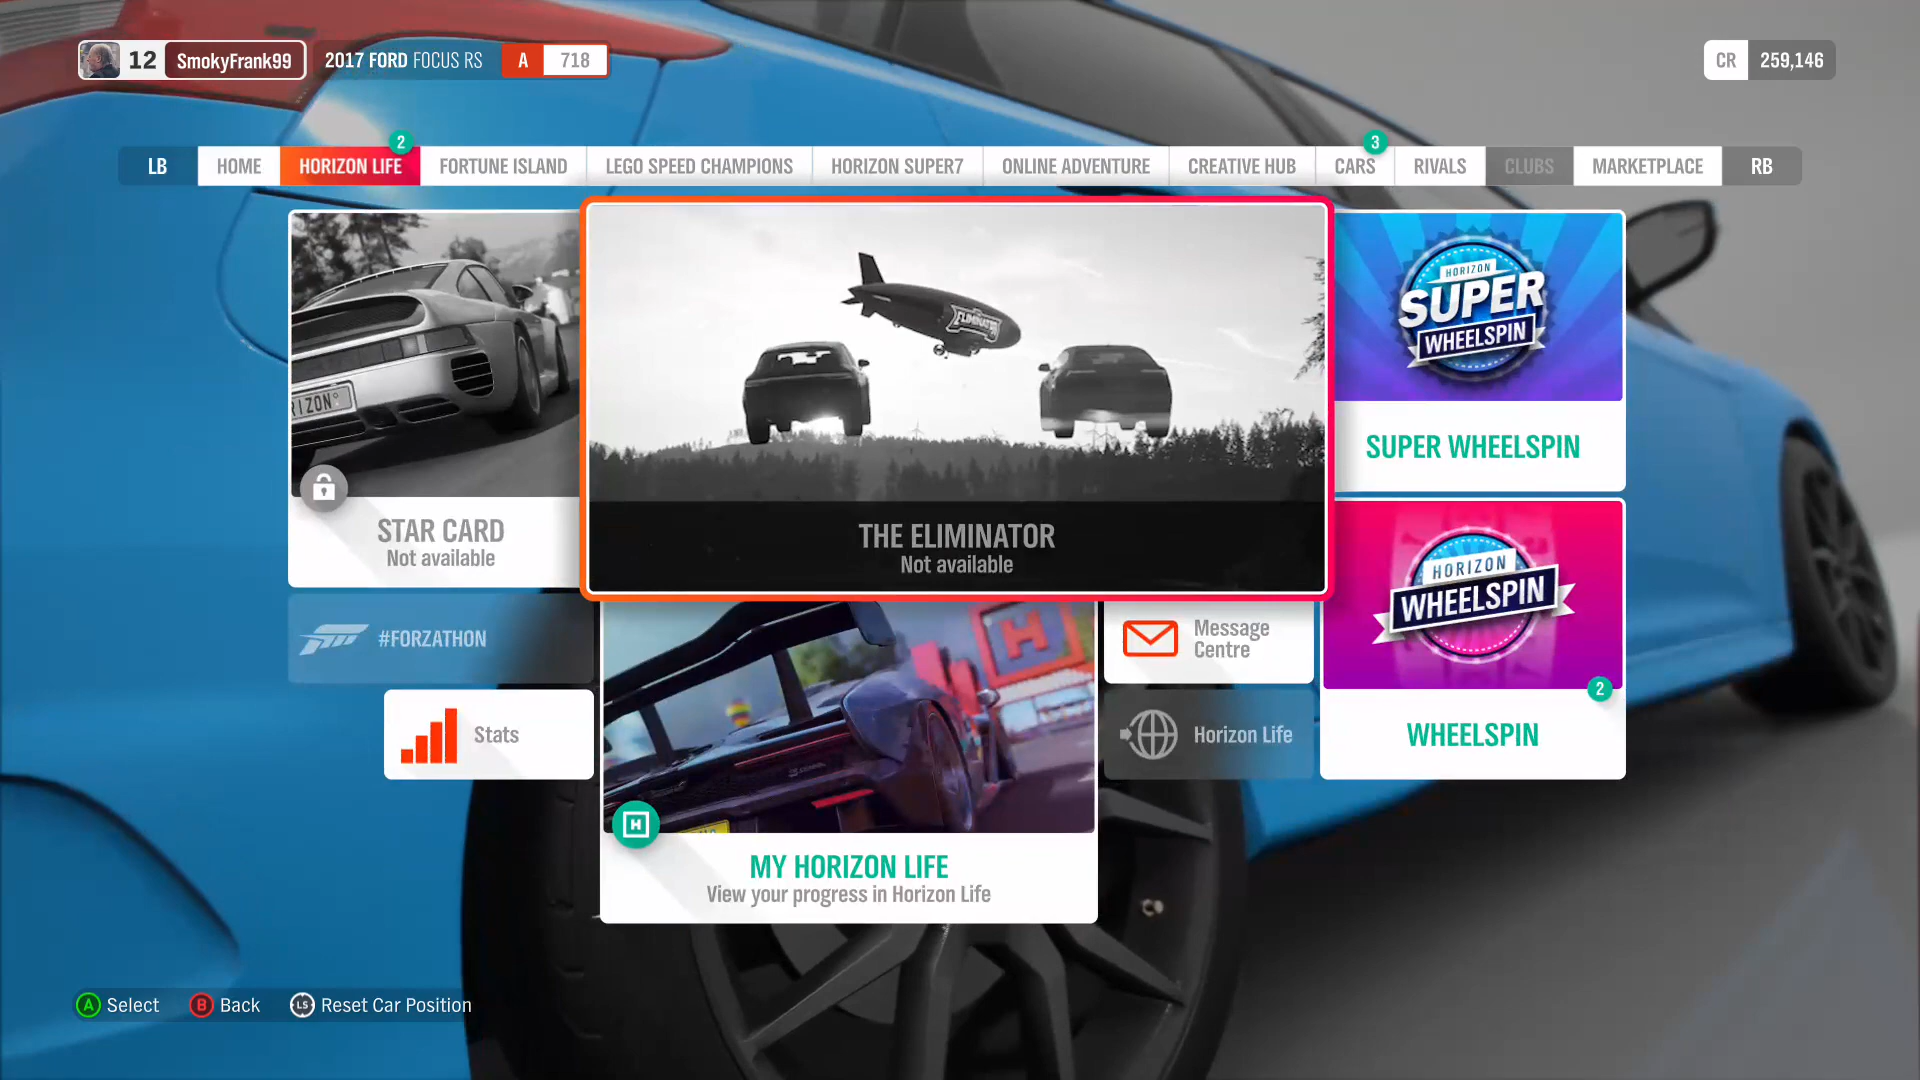 12 SmokyFrank99
2017 FORD FOCUS RS A 718
CR 259,146
2
3
LB HOME HORIZON LIFE FORTUNE ISLAND LEGO SPEED CHAMPIONS HORIZON SUPER7 ONLINE ADVENTURE CREATIVE HUB CARS RIVALS CLUBS MARKETPLACE RB
RIZON
STAR CARD
Not available
ELIMINATOR
THE ELIMINATOR
Not available
HORIZON
SUPER
WHEELSPIN
SUPER WHEELSPIN
#FORZATHON
Stats
H
H
MY HORIZON LIFE
View your progress in Horizon Life
Message
Centre
Horizon Life
HORIZON
WHEELSPIN
2
WHEELSPIN
A Select B Back LS Reset Car Position